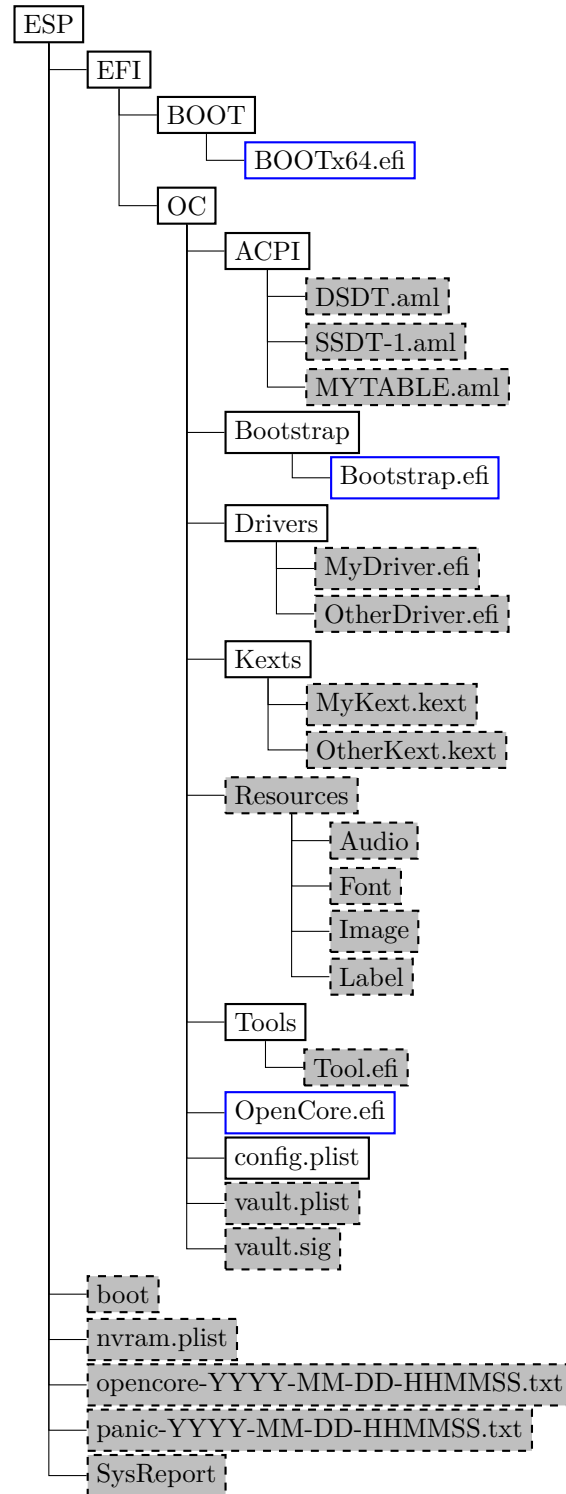 ESP
EFI
BOOT
BOOTx64.efi
OC
ACPI
DSDT.aml
SSDT-1.aml
MYTABLE.aml
Bootstrap
Bootstrap.efi
Drivers
MyDriver.efi
OtherDriver.efi
Kexts
MyKext.kext
OtherKext.kext
Resources
Audio
Font
Image
Label
Tools
Tool.efi
OpenCore.efi
config.plist
vault.plist
vault.sig
boot
nvram.plist
opencore-YYYY-MM-DD-HHMMSS.txt
panic-YYYY-MM-DD-HHMMSS.txt
SysReport